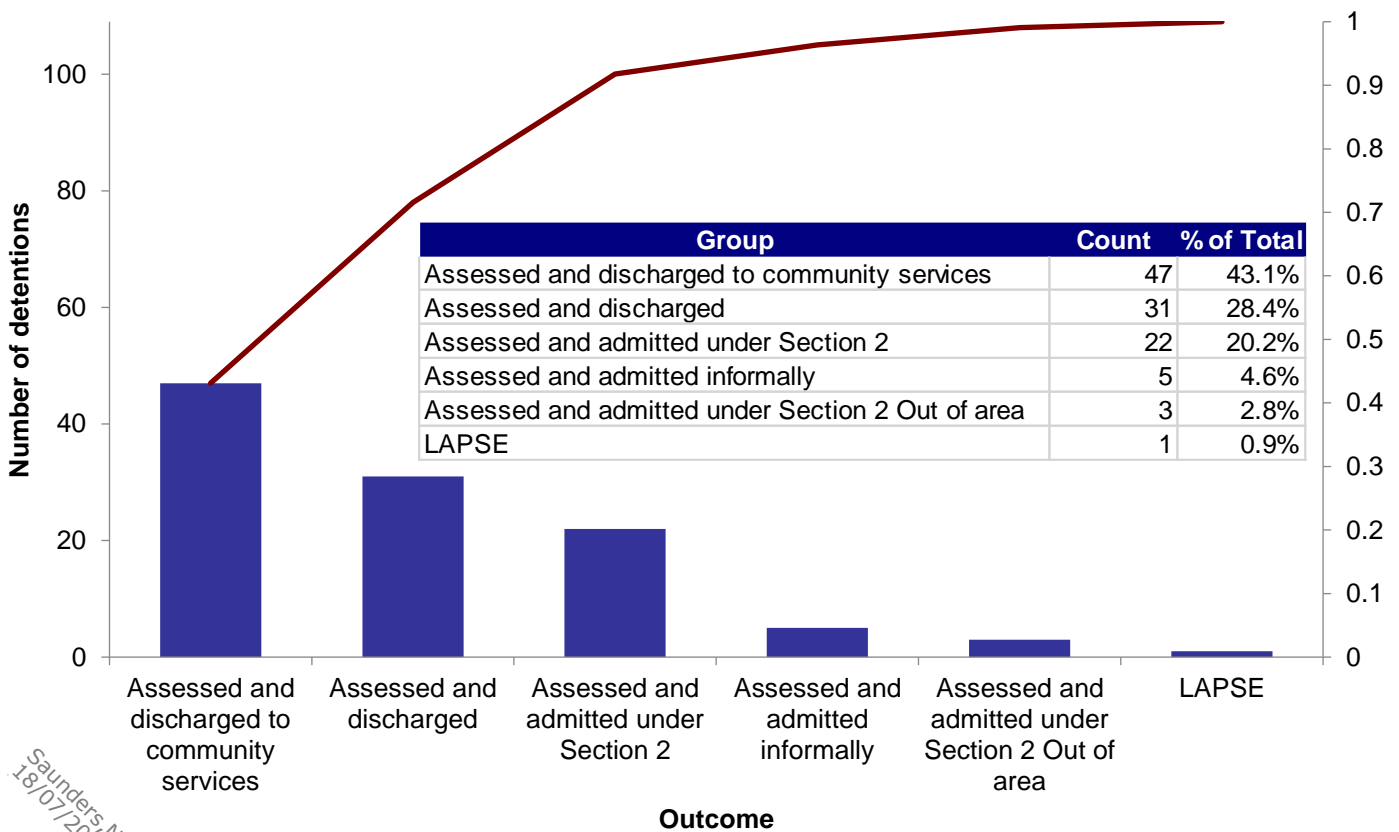 100
80
60
40
20
0
Number of detentions
1
0.9
0.8
0.7
0.6
0.5
0.4
0.3
0.2
0.1
0
Group Count % of Total
Assessed and discharged to community services 47 43.1%
Assessed and discharged 31 28.4%
Assessed and admitted under Section 2 22 20.2%
Assessed and admitted informally 5 4.6%
Assessed and admitted under Section 2 Out of area 3 2.8%
LAPSE 1 0.9%
Assessed and
discharged to
community
services
Assessed and
discharged
Assessed and
admitted under
Section 2
Assessed and
admitted
informally
Assessed and
admitted under
Section 2 Out of
area
LAPSE
Outcome
Saunders
18/07/20